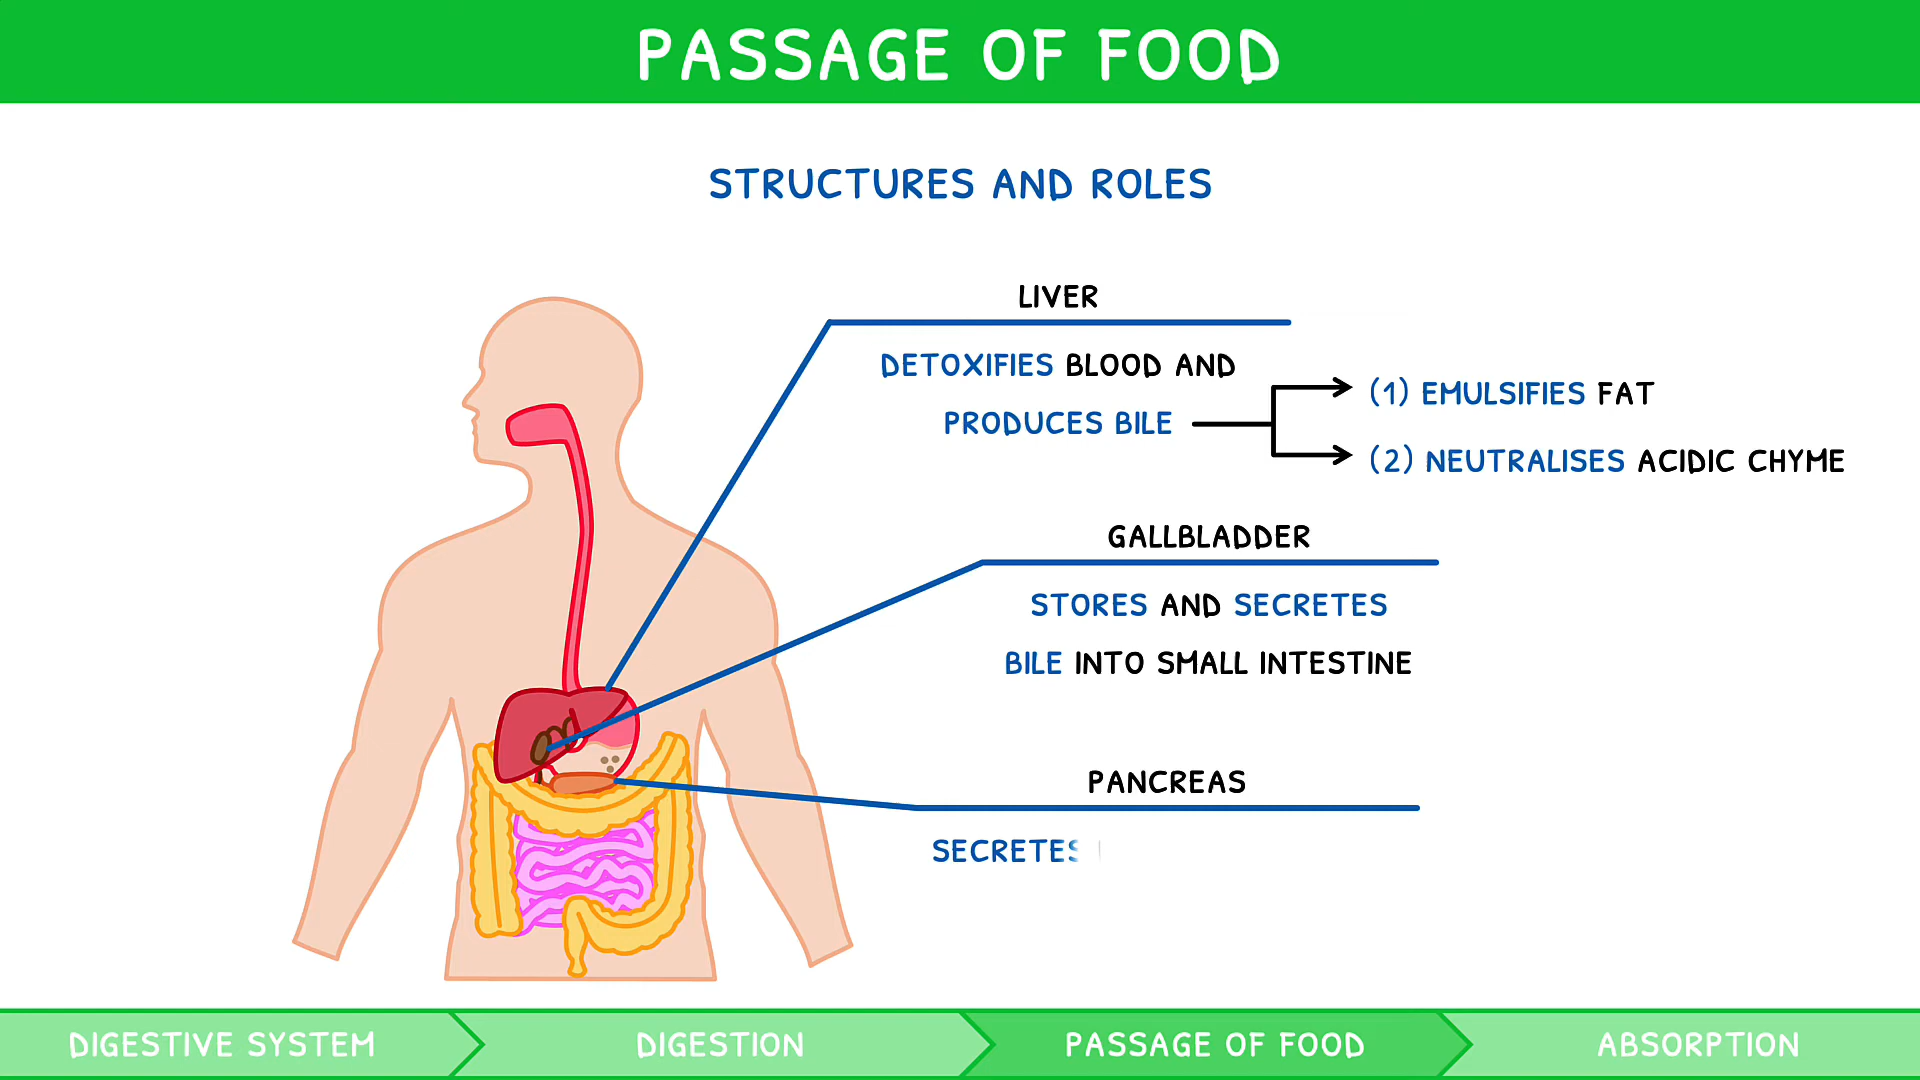 PASSAGE OF FOOD
STRUCTURES AND ROLES
LIVER
DETOXIFIES BLOOD AND
PRODUCES BILE
(1) EMULSIFIES FAT
(2) NEUTRALISES ACIDIC CHYME
GALLBLADDER
STORES AND SECRETES
BILE INTO SMALL INTESTINE
PANCREAS
SECRETES
DIGESTIVE SYSTEM
DIGESTION
PASSAGE OF FOOD
ABSORPTION